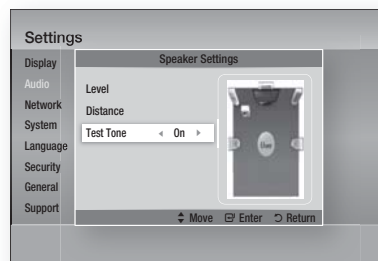 Settings
Display
Audio
Network
System
Language
Security
General
Support
Speaker Settings
Level
Distance
Test Tone ◄ On ►
Move Enter Return